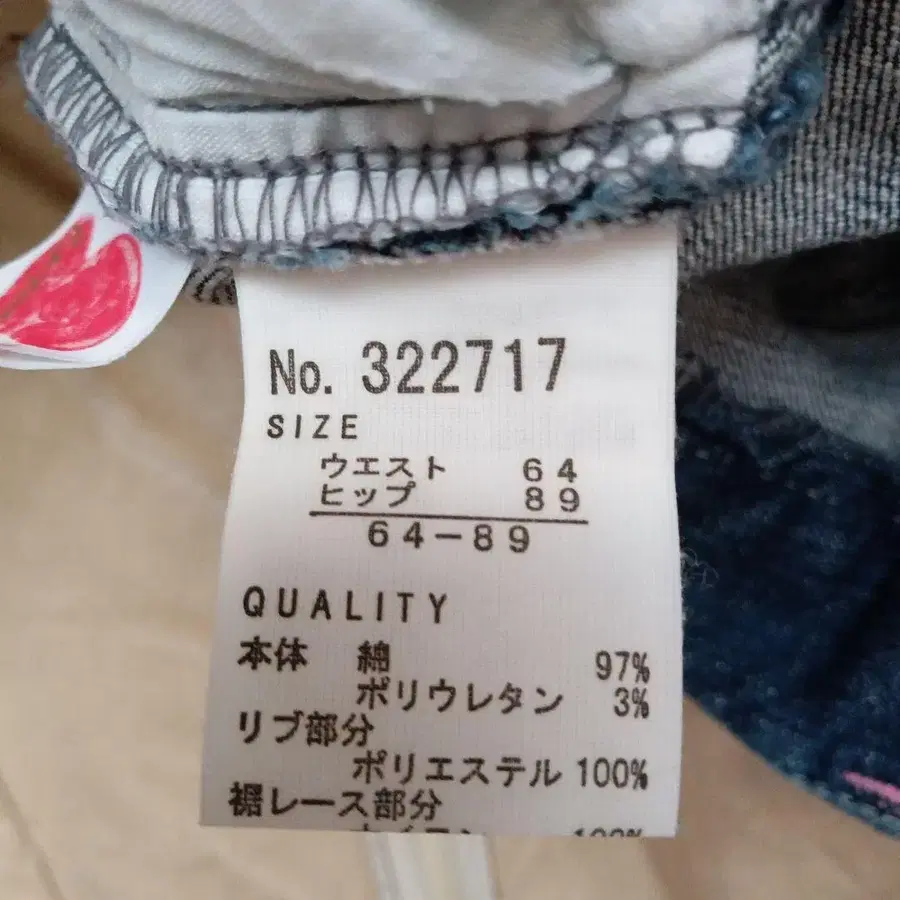 No. 322717
SIZE
ウエスト 64
ヒップ 89
64-89
QUALITY
本体 綿 97%
ポリウレタン 3%
リブ部分
ポリエステル 100%
裾レース部分